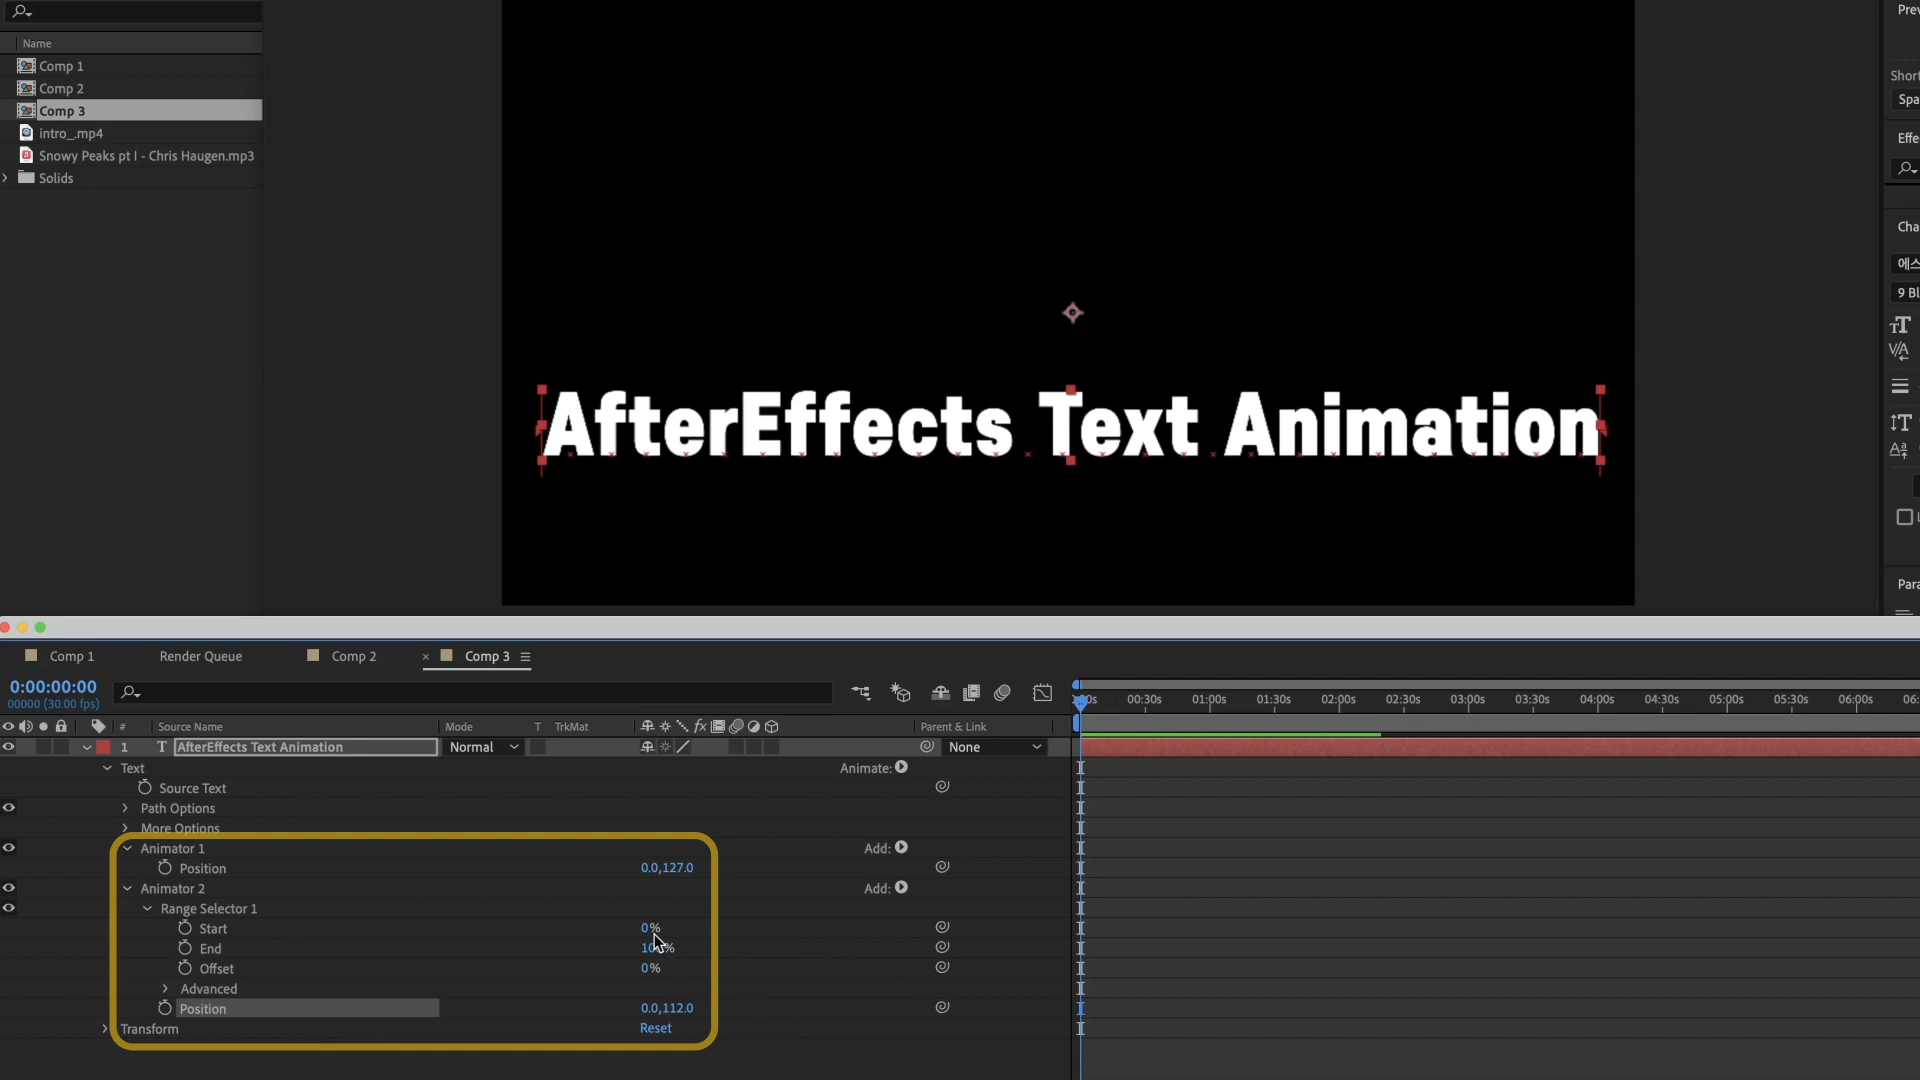 Name
Comp 1
Comp 2
Comp 3
intro_.mp4
Snowy Peaks pt I - Chris Haugen.mp3
Solids
AfterEffects Text Animation
Comp 1
Render Queue
Comp 2
× Comp 3
0:00:00:00
00000 (30.00 fps)
# Source Name Mode T TrkMat fx Parent & Link
1 T AfterEffects Text Animation Normal None
Text Animate:
Source Text
Path Options
More Options
Animator 1 Add:
Position 0.0,127.0
Animator 2 Add:
Range Selector 1
Start 0%
End
Offset 0%
Advanced
Position 0.0,112.0
Transform Reset
00:30s 01:00s 01:30s 02:00s 02:30s 03:00s 03:30s 04:00s 04:30s 05:00s 05:30s 06:00s
9 Bl